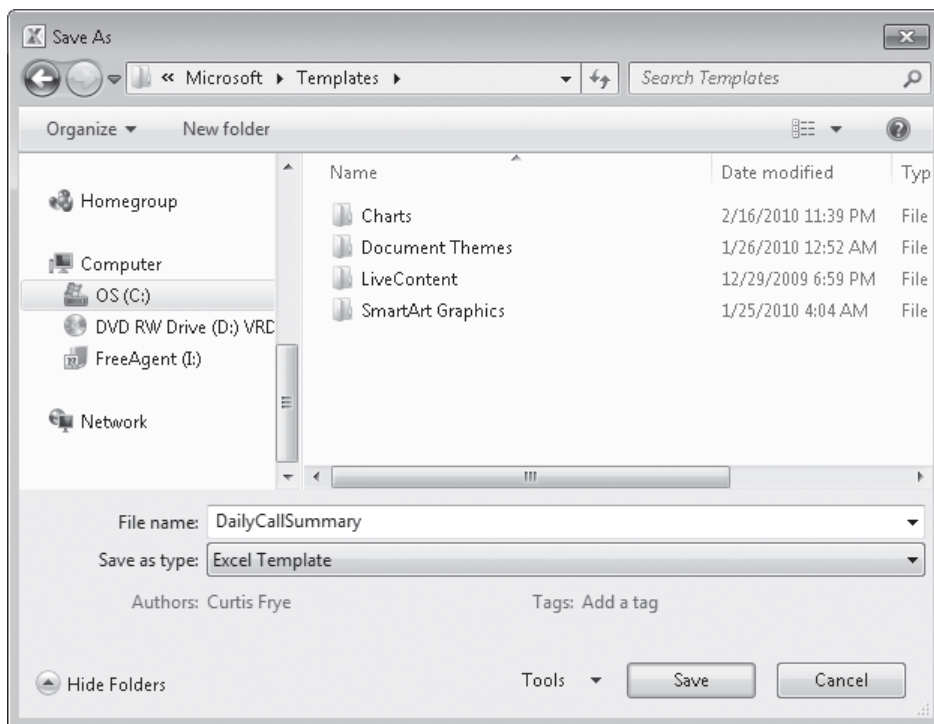 Save As
« Microsoft ▸ Templates ▸
Search Templates
Organize
New folder
Name
Date modified
Typ
Homegroup
Computer
OS (C:)
DVD RW Drive (D:) VRD
FreeAgent (I:)
Network
Charts 2/16/2010 11:39 PM File
Document Themes 1/26/2010 12:52 AM File
LiveContent 12/29/2009 6:59 PM File
SmartArt Graphics 1/25/2010 4:04 AM File
File name: DailyCallSummary
Save as type: Excel Template
Authors: Curtis Frye Tags: Add a tag
Hide Folders Tools Save Cancel